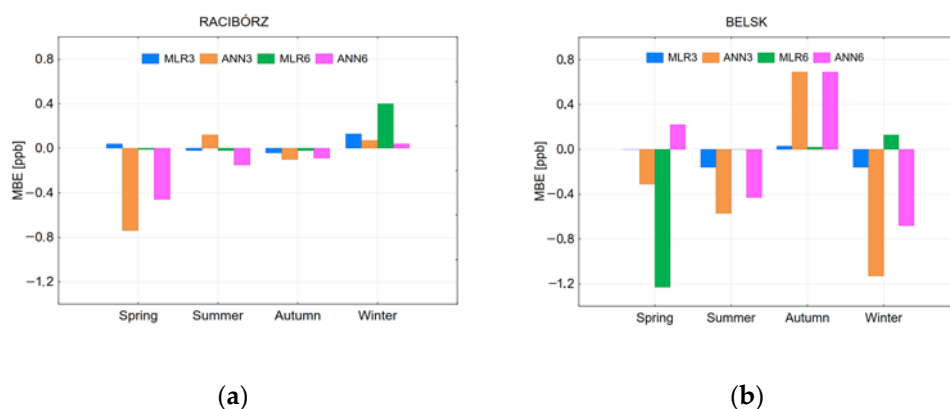 RACIBÓRZ
MLR3 ANN3 MLR6 ANN6
MBE [ppb]
0.8
0.4
0.0
−0.4
−0.8
−1.2
Spring Summer Autumn Winter
(a)
BELSK
MLR3 ANN3 MLR6 ANN6
MBE [ppb]
0.8
0.4
0.0
−0.4
−0.8
−1.2
Spring Summer Autumn Winter
(b)